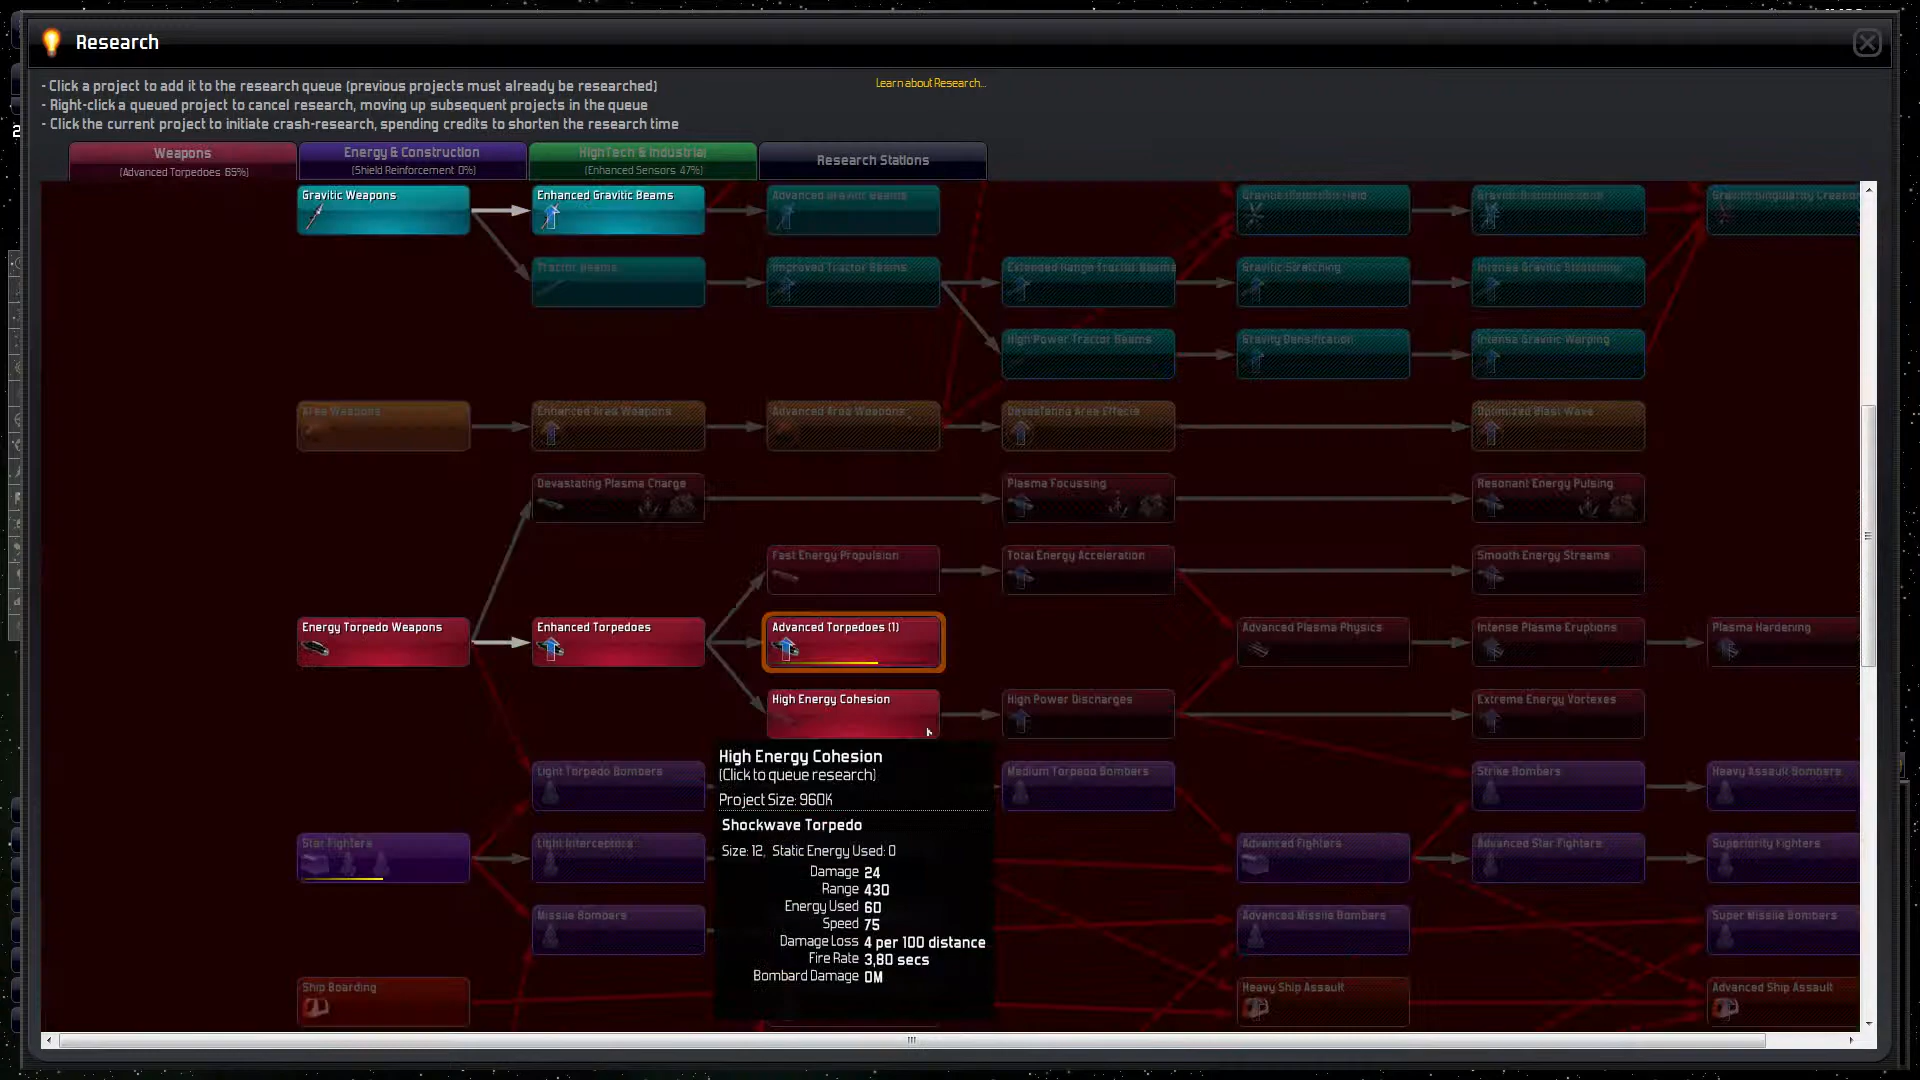 Research
- Click a project to add it to the research queue (previous projects must already be researched)
- Right-click a queued project to cancel research, moving up subsequent projects in the queue
- Click the current project to initiate crash-research, spending credits to shorten the research time
Learn about Research...
Weapons
(Advanced Torpedoes 65%)
Energy & Construction
(Shield Reinforcement 0%)
HighTech & Industrial
(Enhanced Sensors 47%)
Research Stations
Gravitic Weapons
Enhanced Gravitic Beams
Advanced Gravitic Beams
Tractor Beams
Improved Tractor Beams
Extended Range Tractor Beams
Gravitic Stretching
High Power Tractor Beams
Gravity Densification
Intense Gravitic Warping
Area Weapons
Enhanced Area Weapons
Advanced Area Weapons
Devastating Area Effects
Optimized Blast Wave
Devastating Plasma Charge
Plasma Focussing
Resonant Energy Pulsing
Fast Energy Propulsion
Total Energy Acceleration
Smooth Energy Streams
Energy Torpedo Weapons
Enhanced Torpedoes
Advanced Torpedoes (1)
Advanced Plasma Physics
Intense Plasma Eruptions
Plasma Hardening
High Energy Cohesion
High Power Discharges
Extreme Energy Vortexes
Light Torpedo Bombers
Medium Torpedo Bombers
Strike Bombers
Heavy Assault Bombers
Star Fighters
Light Interceptors
Advanced Fighters
Advanced Star Fighters
Superiority Fighters
Missile Bombers
Advanced Missile Bombers
Super Missile Bombers
Ship Boarding
Heavy Ship Assault
Advanced Ship Assault
High Energy Cohesion
(Click to queue research)
Project Size: 960K
Shockwave Torpedo
Size: 12, Static Energy Used: 0
Damage 24
Range 430
Energy Used 60
Speed 75
Damage Loss 4 per 100 distance
Fire Rate 3,80 secs
Bombard Damage 0M